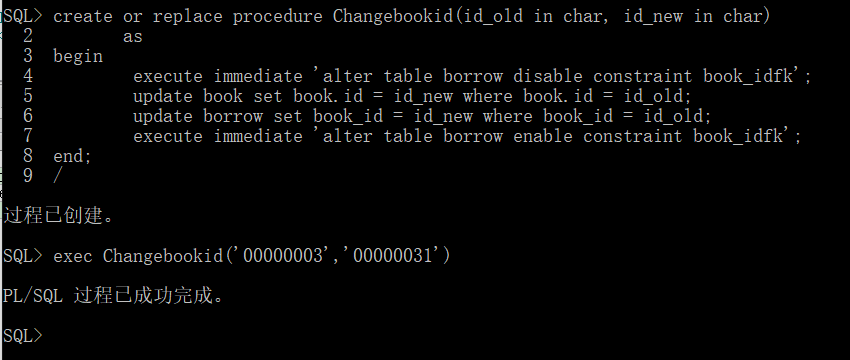 SQL> create or replace procedure Changebookid(id_old in char, id_new in char)
2 as
3 begin
4 execute immediate 'alter table borrow disable constraint book_idfk';
5 update book set book.id = id_new where book.id = id_old;
6 update borrow set book_id = id_new where book_id = id_old;
7 execute immediate 'alter table borrow enable constraint book_idfk';
8 end;
9 /
过程已创建。
SQL> exec Changebookid('00000003','00000031')
PL/SQL 过程已成功完成。
SQL>